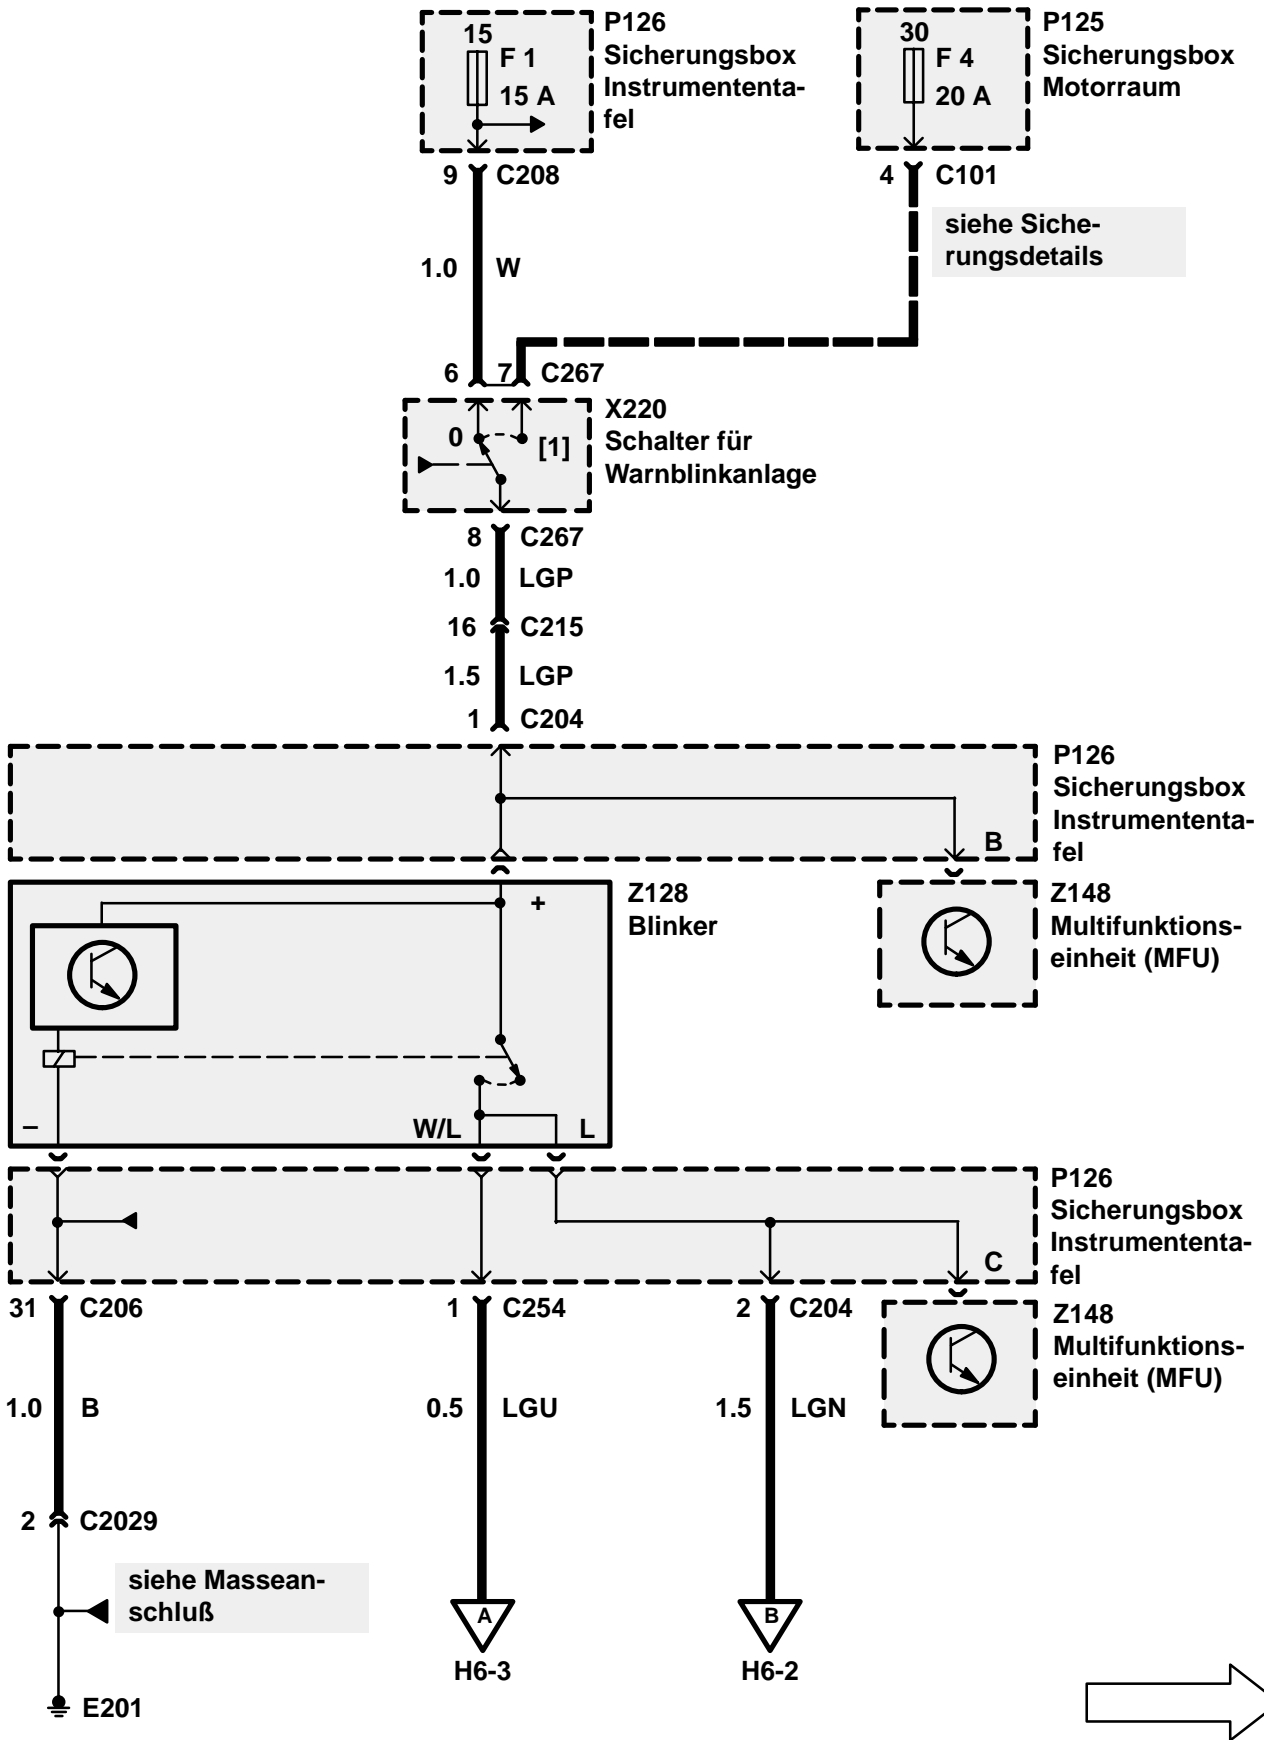 15
F 1
15 A
P126
Sicherungsbox
Instrumententa-
fel
30
F 4
20 A
P125
Sicherungsbox
Motorraum
9 C208
4 C101
siehe Siche-
rungsdetails
1.0 W
6 7 C267
0 [1]
X220
Schalter für
Warnblinkanlage
8 C267
1.0 LGP
16 C215
1.5 LGP
1 C204
P126
Sicherungsbox
Instrumententa-
fel
B
+
Z128
Blinker
Z148
Multifunktions-
einheit (MFU)
– W/L L
P126
Sicherungsbox
Instrumententa-
fel
C
31 C206
1 C254
2 C204
Z148
Multifunktions-
einheit (MFU)
1.0 B
0.5 LGU
1.5 LGN
2 C2029
siehe Massean-
schluß
A
B
H6-3
H6-2
E201